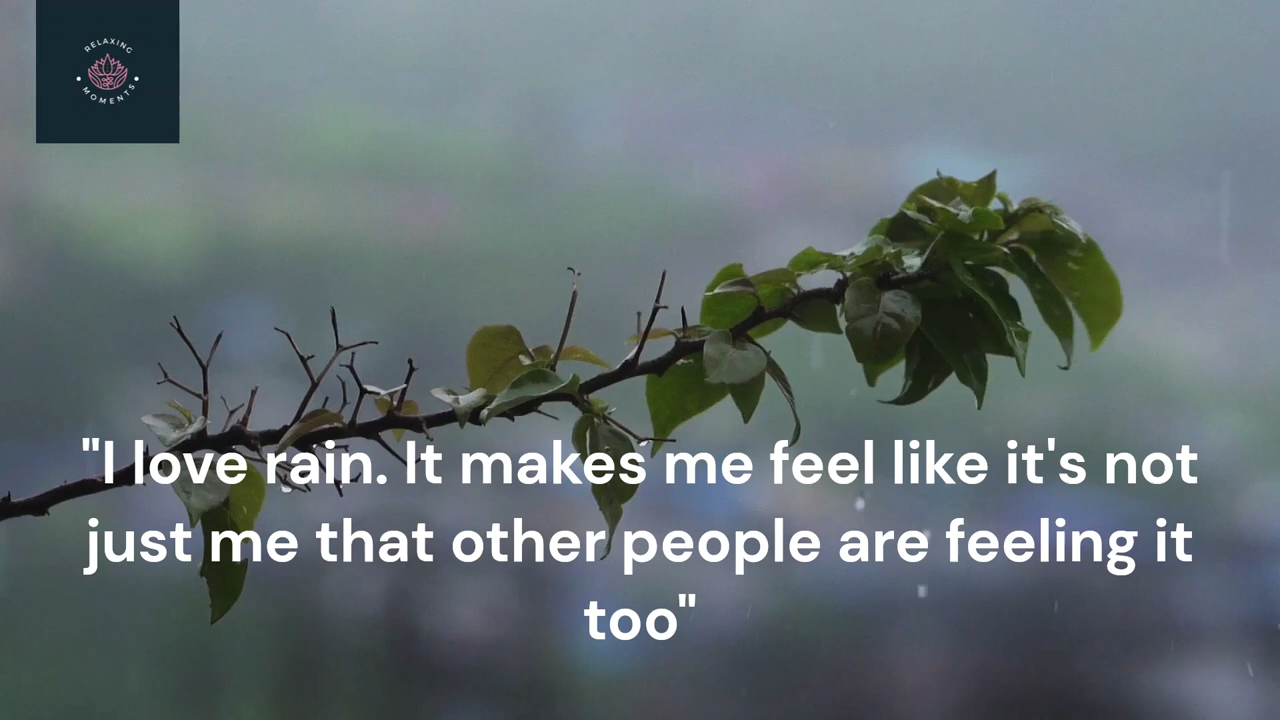 RELAXING
MOMENTS
"I love rain. It makes me feel like it's not
just me that other people are feeling it
too"